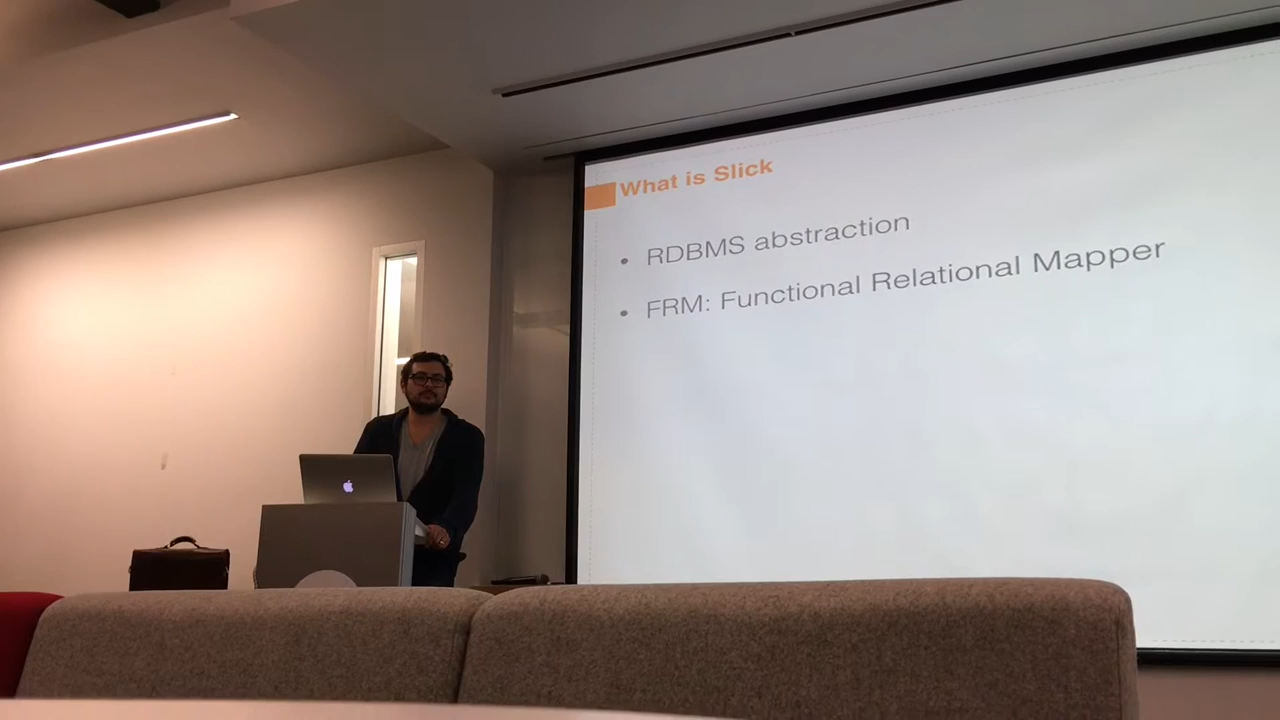 What is Slick
• RDBMS abstraction
• FRM: Functional Relational Mapper